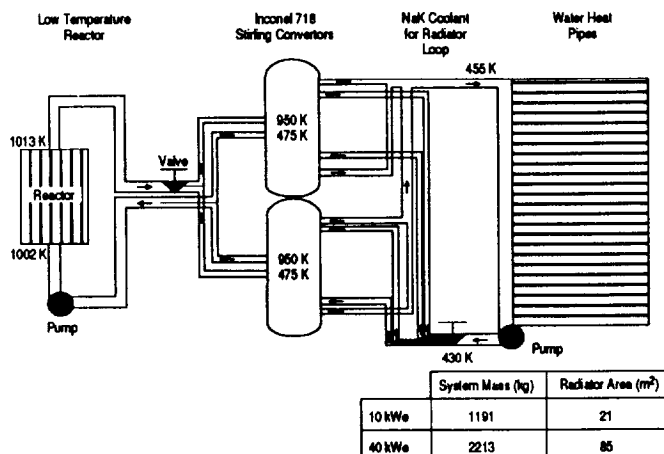 Low Temperature
Reactor
Inconel 718
Stirling Convertors
NaK Coolant
for Radiator
Loop
Water Heat
Pipes
455 K
1013 K
Valve
950 K
475 K
Reactor
1002 K
950 K
475 K
Pump
430 K
Pump
System Mass (kg) Radiator Area (m²)
10 kWe 1191 21
40 kWe 2213 85